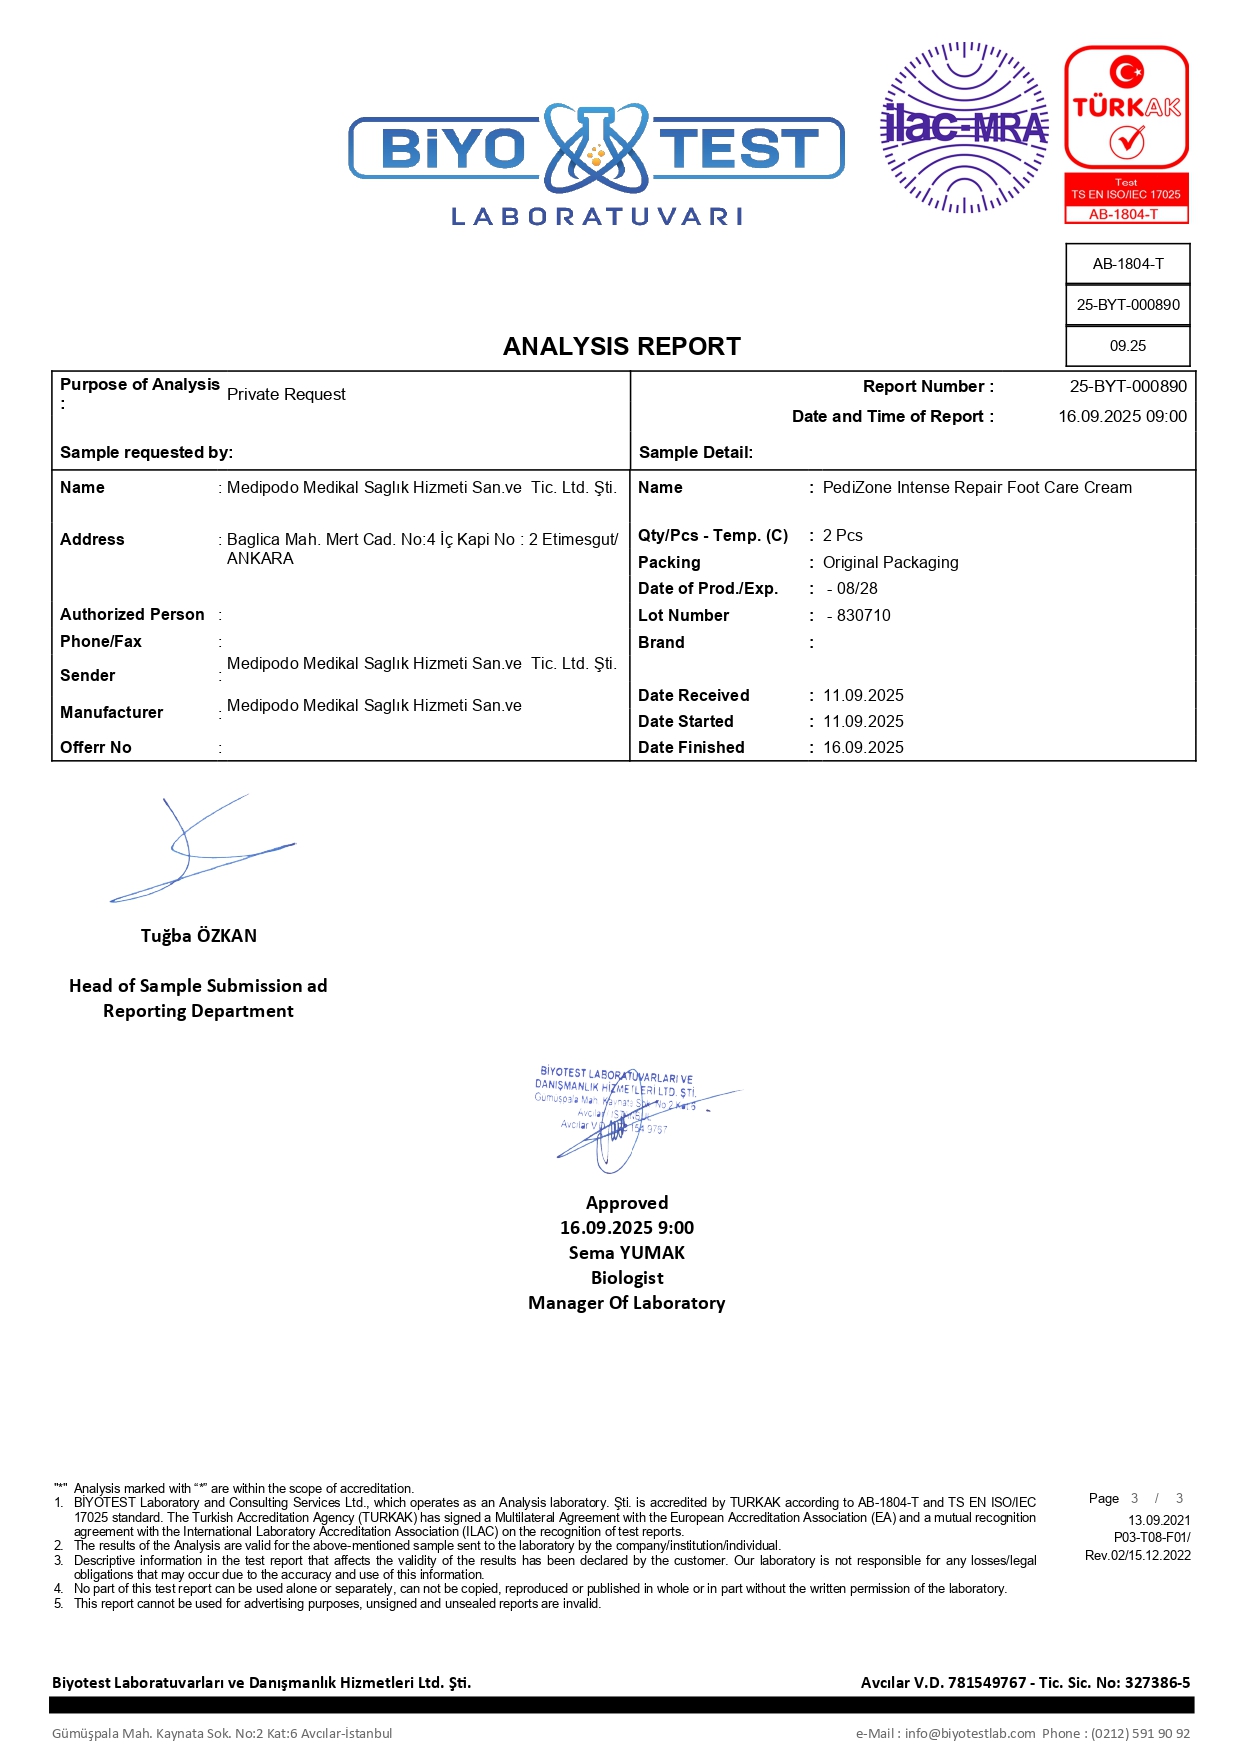 BiYO TEST
LABORATUVARI
ilac-MRA
TÜRKAK
Test
TS EN ISO/IEC 17025
AB-1804-T
AB-1804-T
25-BYT-000890
09.25
ANALYSIS REPORT
Purpose of Analysis : Private Request
Report Number : 25-BYT-000890
Date and Time of Report : 16.09.2025 09:00
Sample requested by:
Sample Detail:
Name : Medipodo Medikal Saglık Hizmeti San.ve Tic. Ltd. Şti.
Address : Baglica Mah. Mert Cad. No:4 İç Kapi No : 2 Etimesgut/
ANKARA
Authorized Person :
Phone/Fax :
Sender : Medipodo Medikal Saglık Hizmeti San.ve Tic. Ltd. Şti.
Manufacturer : Medipodo Medikal Saglık Hizmeti San.ve
Offerr No :
Name : PediZone Intense Repair Foot Care Cream
Qty/Pcs - Temp. (C) : 2 Pcs
Packing : Original Packaging
Date of Prod./Exp. : - 08/28
Lot Number : - 830710
Brand :
Date Received : 11.09.2025
Date Started : 11.09.2025
Date Finished : 16.09.2025
Tuğba ÖZKAN
Head of Sample Submission ad
Reporting Department
BİYOTEST LABORATUVARLARI VE
DANIŞMANLIK HİZMETLERİ LTD. ŞTİ.
Gümüşpala Mah. Kaynata Sok. No:2 Kat:6
Avcılar İSTANBUL
Avcılar V.D. 154 9767
Approved
16.09.2025 9:00
Sema YUMAK
Biologist
Manager Of Laboratory
"*" Analysis marked with “*” are within the scope of accreditation.
1. BİYOTEST Laboratory and Consulting Services Ltd., which operates as an Analysis laboratory. Şti. is accredited by TURKAK according to AB-1804-T and TS EN ISO/IEC
17025 standard. The Turkish Accreditation Agency (TURKAK) has signed a Multilateral Agreement with the European Accreditation Association (EA) and a mutual recognition
agreement with the International Laboratory Accreditation Association (ILAC) on the recognition of test reports.
2. The results of the Analysis are valid for the above-mentioned sample sent to the laboratory by the company/institution/individual.
3. Descriptive information in the test report that affects the validity of the results has been declared by the customer. Our laboratory is not responsible for any losses/legal
obligations that may occur due to the accuracy and use of this information.
4. No part of this test report can be used alone or separately, can not be copied, reproduced or published in whole or in part without the written permission of the laboratory.
5. This report cannot be used for advertising purposes, unsigned and unsealed reports are invalid.
Page 3 / 3
13.09.2021
P03-T08-F01/
Rev.02/15.12.2022
Biyotest Laboratuvarları ve Danışmanlık Hizmetleri Ltd. Şti.
Avcılar V.D. 781549767 - Tic. Sic. No: 327386-5
Gümüşpala Mah. Kaynata Sok. No:2 Kat:6 Avcılar-İstanbul
e-Mail : info@biyotestlab.com Phone : (0212) 591 90 92